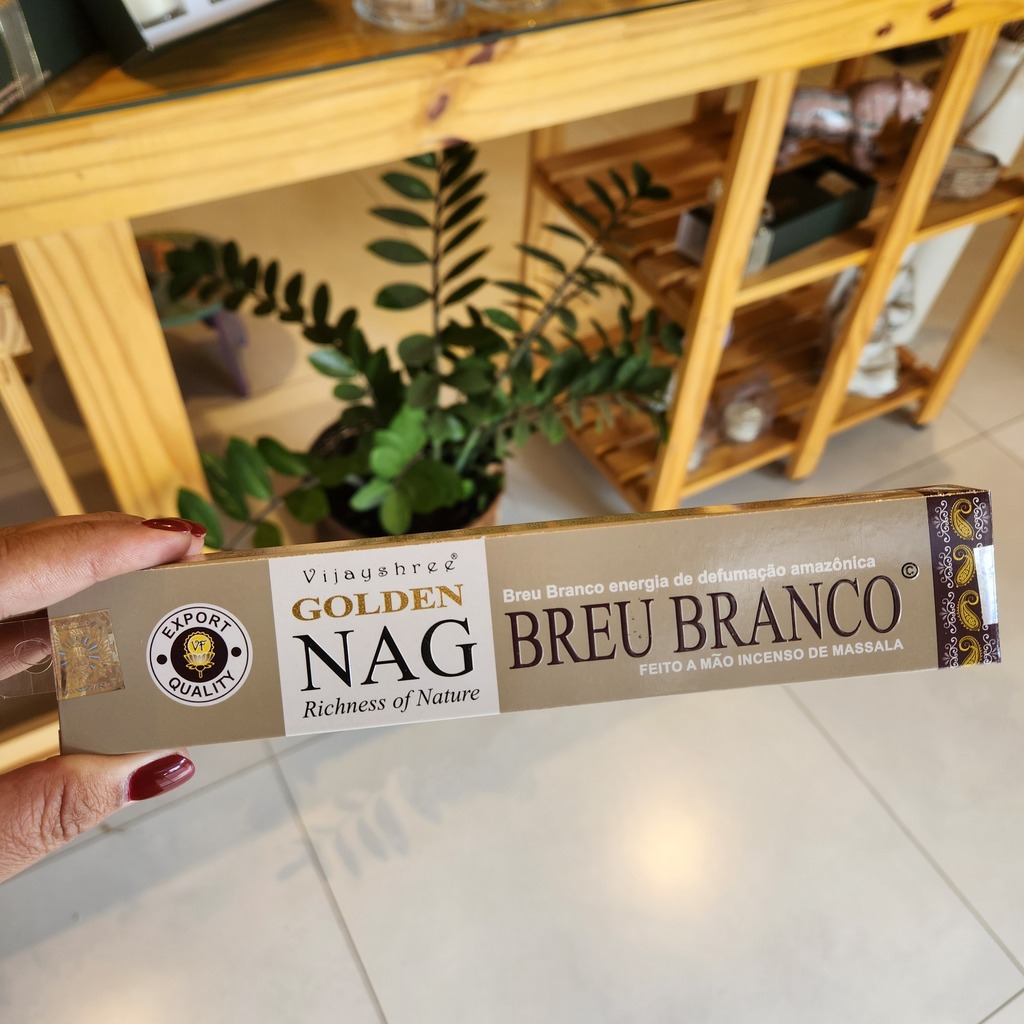 EXPORT
VF
QUALITY
Vijayshree®
GOLDEN
NAG
Richness of Nature
Breu Branco energia de defumação amazônica
BREU BRANCO©
FEITO A MÃO INCENSO DE MASSALA